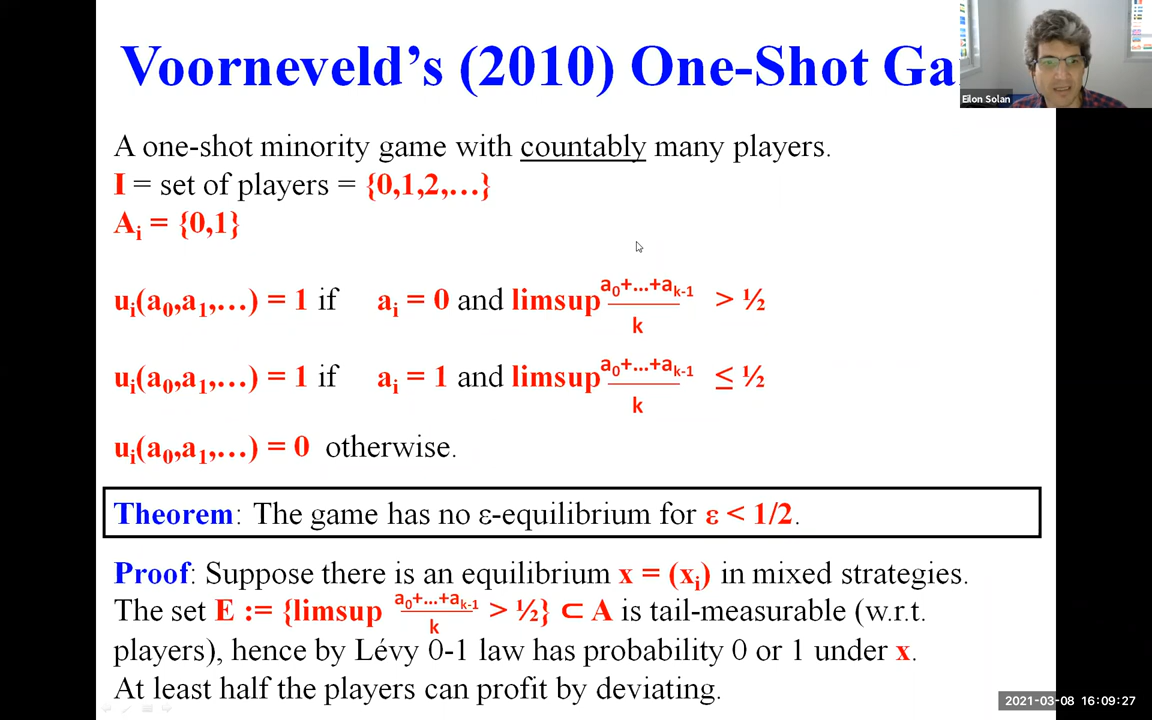 Voorneveld's (2010) One-Shot Ga
Eilon Solan
A one-shot minority game with countably many players.
I = set of players = {0,1,2,…}
Aᵢ = {0,1}
uᵢ(a₀,a₁,…) = 1 if aᵢ = 0 and limsup (a₀+…+aₖ₋₁)/k > ½
uᵢ(a₀,a₁,…) = 1 if aᵢ = 1 and limsup (a₀+…+aₖ₋₁)/k ≤ ½
uᵢ(a₀,a₁,…) = 0 otherwise.
Theorem: The game has no ε-equilibrium for ε < 1/2.
Proof: Suppose there is an equilibrium x = (xᵢ) in mixed strategies.
The set E := {limsup (a₀+…+aₖ₋₁)/k > ½} ⊂ A is tail-measurable (w.r.t.
players), hence by Lévy 0-1 law has probability 0 or 1 under x.
At least half the players can profit by deviating.
2021-03-08 16:09:27